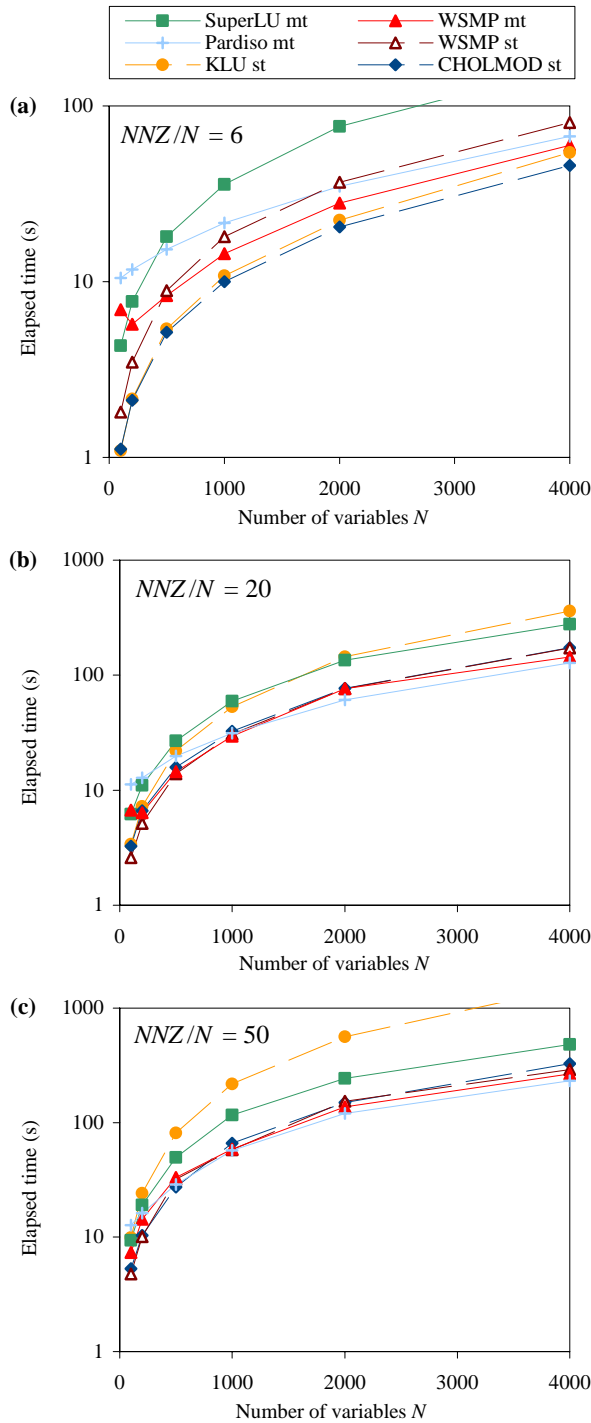 SuperLU mt
WSMP mt
Pardiso mt
WSMP st
KLU st
CHOLMOD st
(a)
NNZ/N = 6
100
10
1
Elapsed time (s)
0
1000
2000
3000
4000
Number of variables N
(b)
NNZ/N = 20
1000
100
10
1
Elapsed time (s)
0
1000
2000
3000
4000
Number of variables N
(c)
NNZ/N = 50
1000
100
10
1
Elapsed time (s)
0
1000
2000
3000
4000
Number of variables N